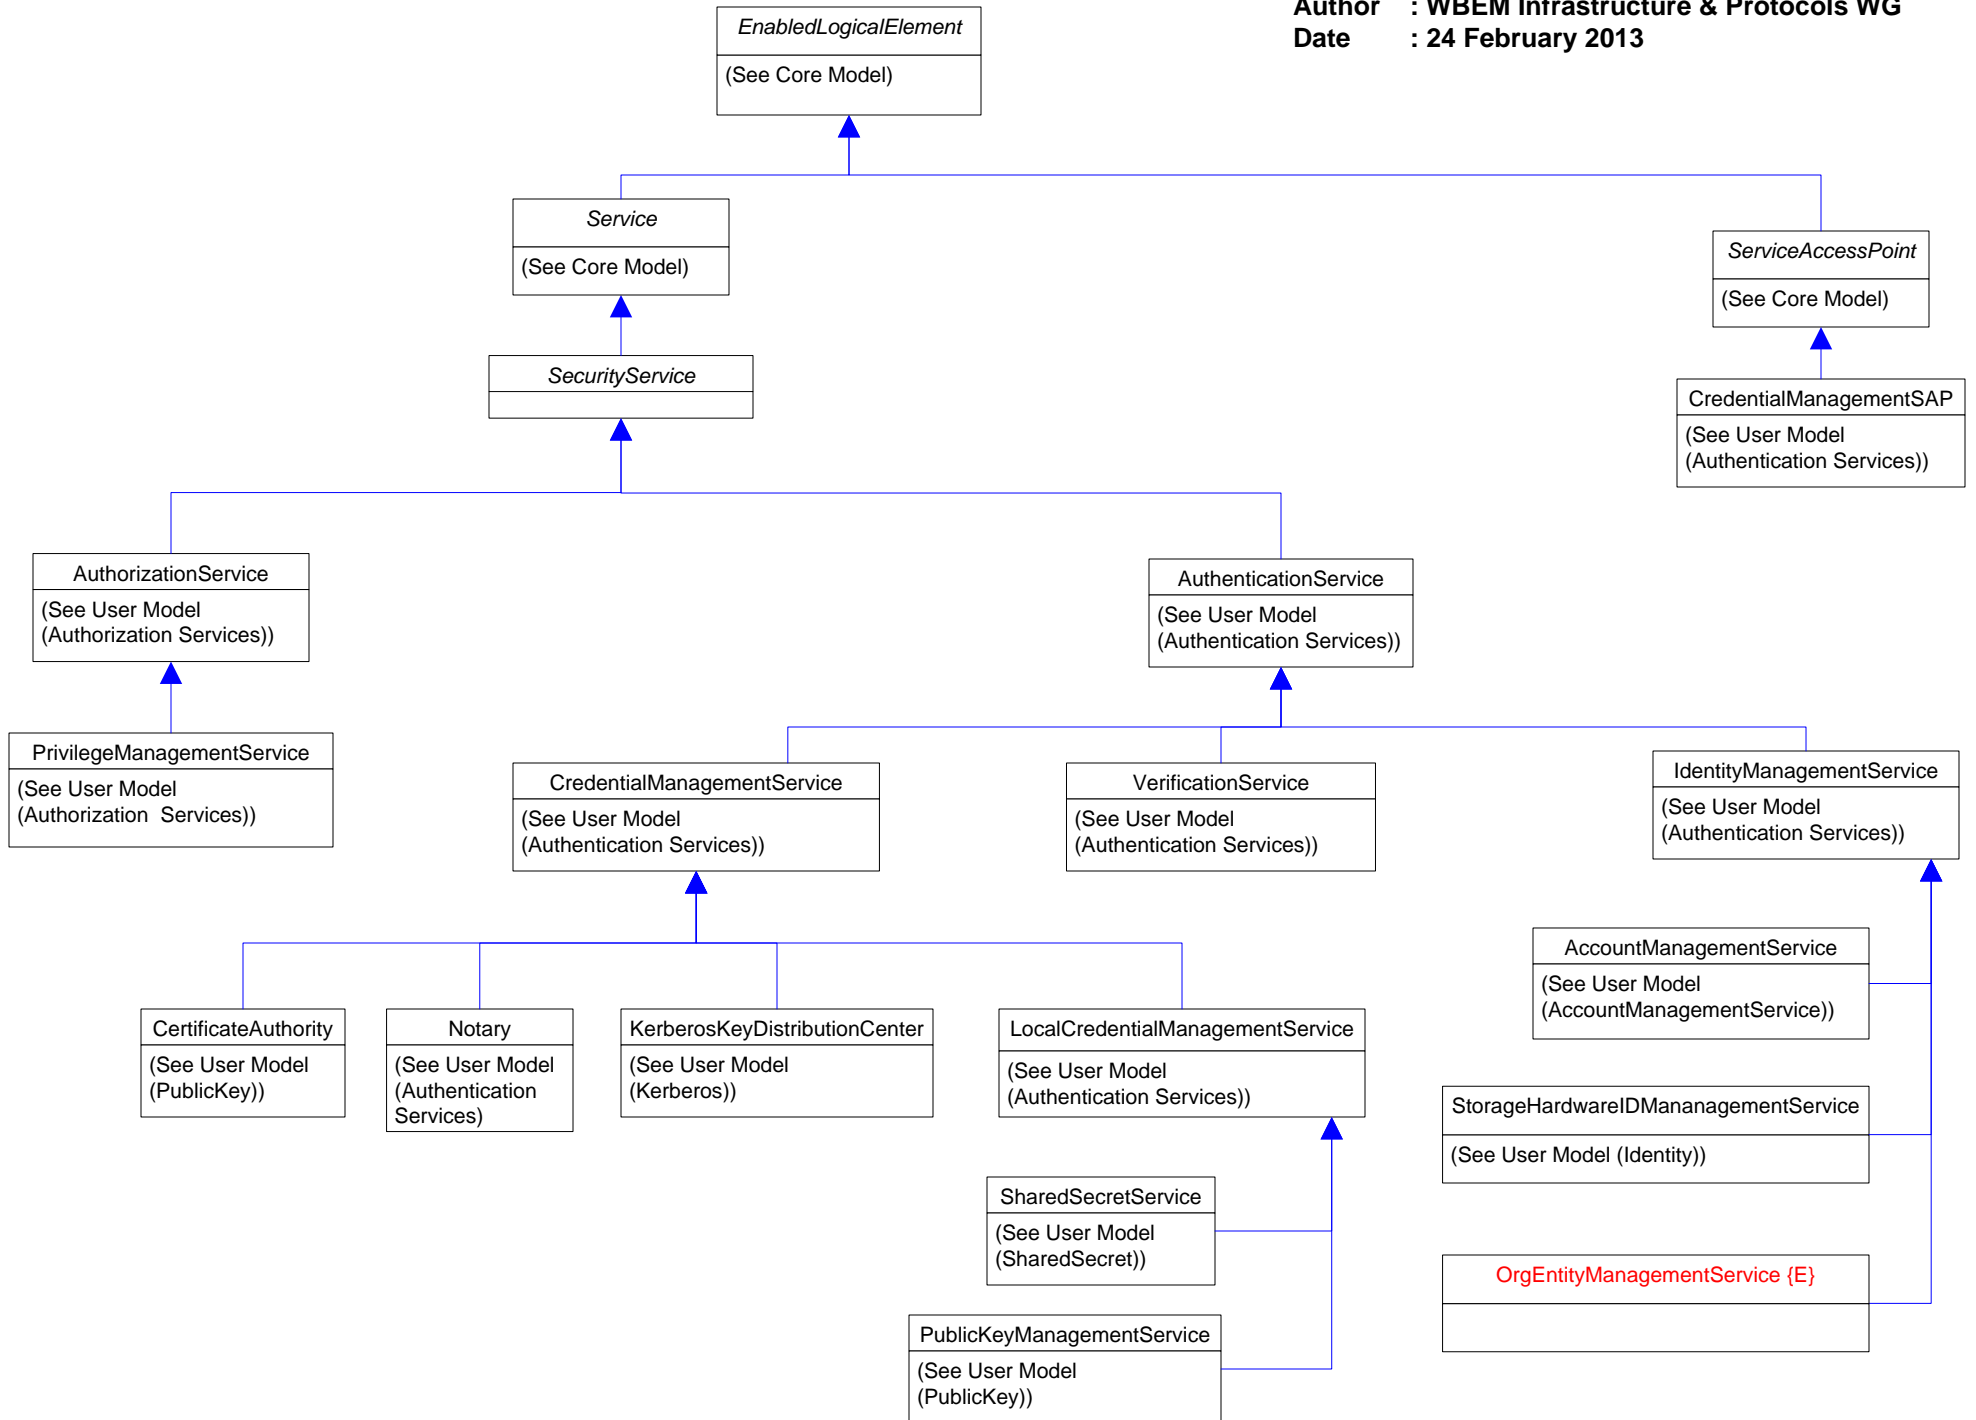 Author : WBEM Infrastructure & Protocols WG
Date : 24 February 2013
EnabledLogicalElement
(See Core Model)
Service
(See Core Model)
ServiceAccessPoint
(See Core Model)
SecurityService
CredentialManagementSAP
(See User Model
(Authentication Services))
AuthorizationService
(See User Model
(Authorization Services))
AuthenticationService
(See User Model
(Authentication Services))
PrivilegeManagementService
(See User Model
(Authorization  Services))
CredentialManagementService
(See User Model
(Authentication Services))
VerificationService
(See User Model
(Authentication Services))
IdentityManagementService
(See User Model
(Authentication Services))
AccountManagementService
(See User Model
(AccountManagementService))
CertificateAuthority
(See User Model
(PublicKey))
Notary
(See User Model
(Authentication
Services)
KerberosKeyDistributionCenter
(See User Model
(Kerberos))
LocalCredentialManagementService
(See User Model
(Authentication Services))
StorageHardwareIDMananagementService
(See User Model (Identity))
SharedSecretService
(See User Model
(SharedSecret))
OrgEntityManagementService {E}
PublicKeyManagementService
(See User Model
(PublicKey))